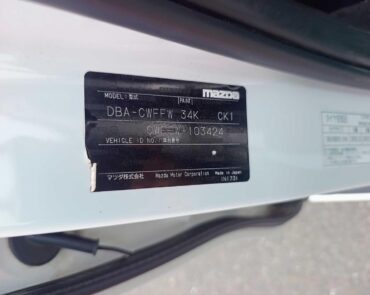 mazda
MODEL/型式 [PAINT]
DBA-CWFFW 34K CK1
CWFFW-103424
VEHICLE ID NO./車台番号
マツダ株式会社 Mazda Motor Corporation Made in Japan